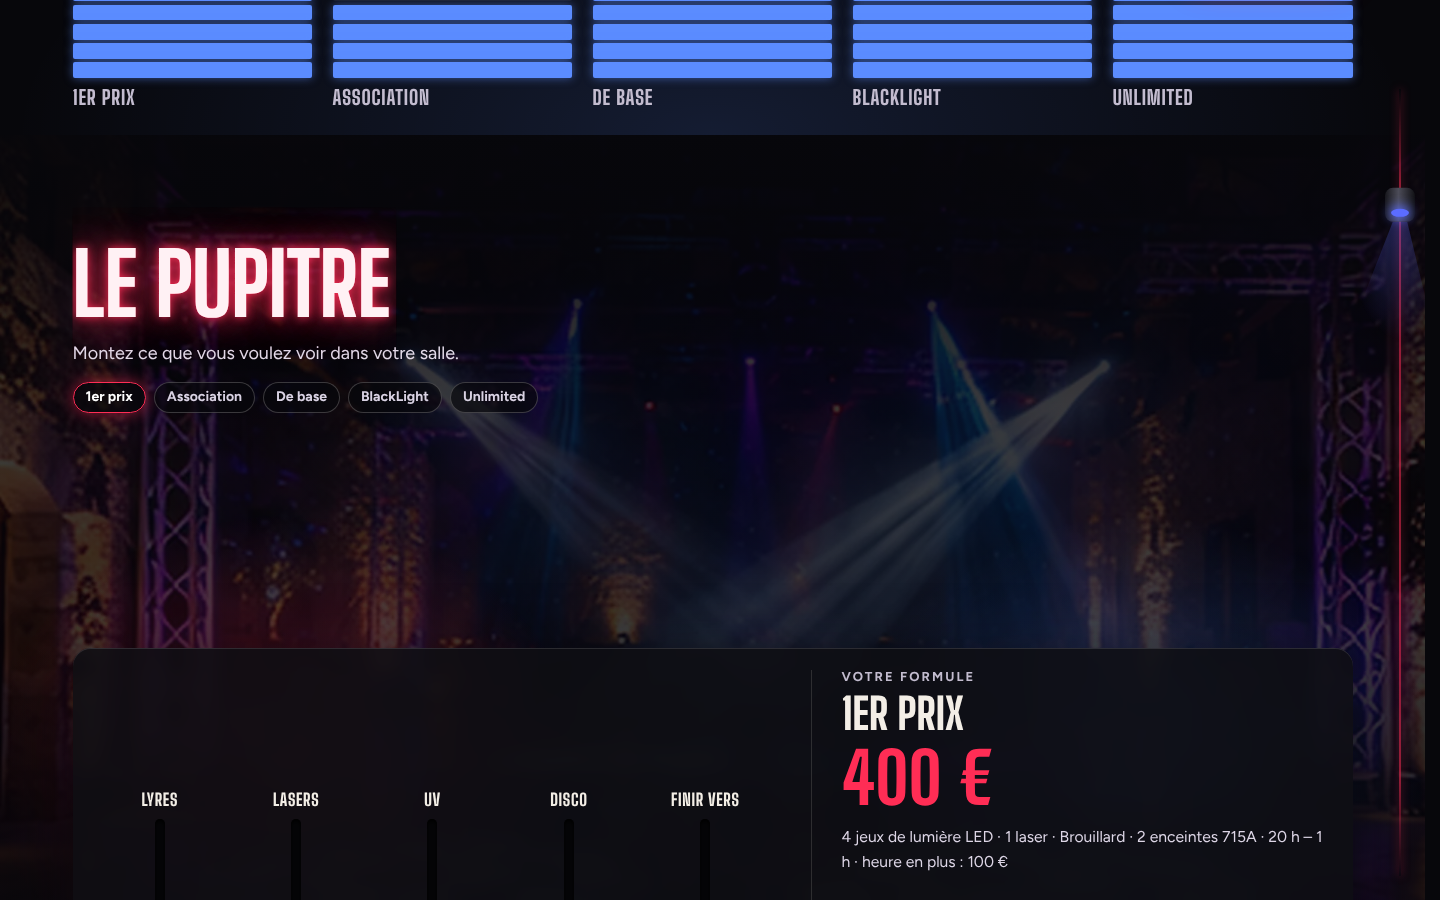 1ER PRIX
ASSOCIATION
DE BASE
BLACKLIGHT
UNLIMITED
LE PUPITRE
Montez ce que vous voulez voir dans votre salle.
1er prix
Association
De base
BlackLight
Unlimited
LYRES
LASERS
UV
DISCO
FINIR VERS
VOTRE FORMULE
1ER PRIX
400 €
4 jeux de lumière LED · 1 laser · Brouillard · 2 enceintes 715A · 20 h – 1
h · heure en plus : 100 €